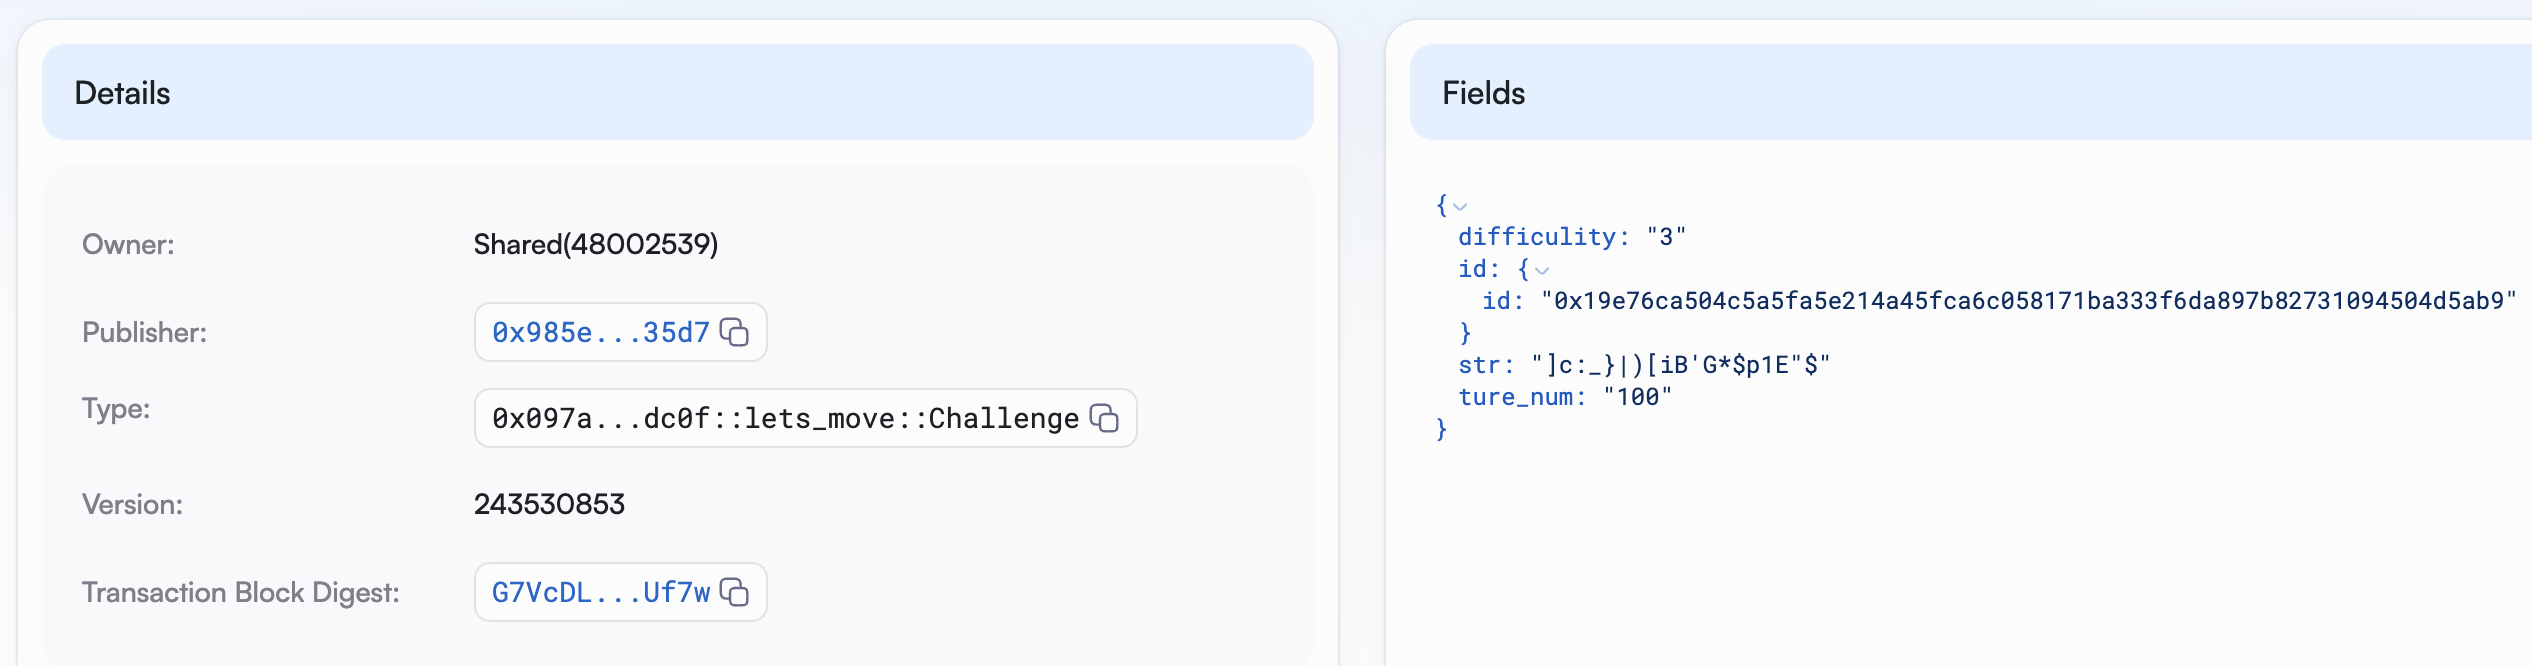 Details
Owner:
Shared(48002539)
Publisher:
0x985e...35d7
Type:
0x097a...dc0f::lets_move::Challenge
Version:
243530853
Transaction Block Digest:
G7VcDL...Uf7w
Fields
{
difficulity: "3"
id: {
id: "0x19e76ca504c5a5fa5e214a45fca6c058171ba333f6da897b82731094504d5ab9"
}
str: "]c:_}|)[iB'G*$p1E"$"
ture_num: "100"
}